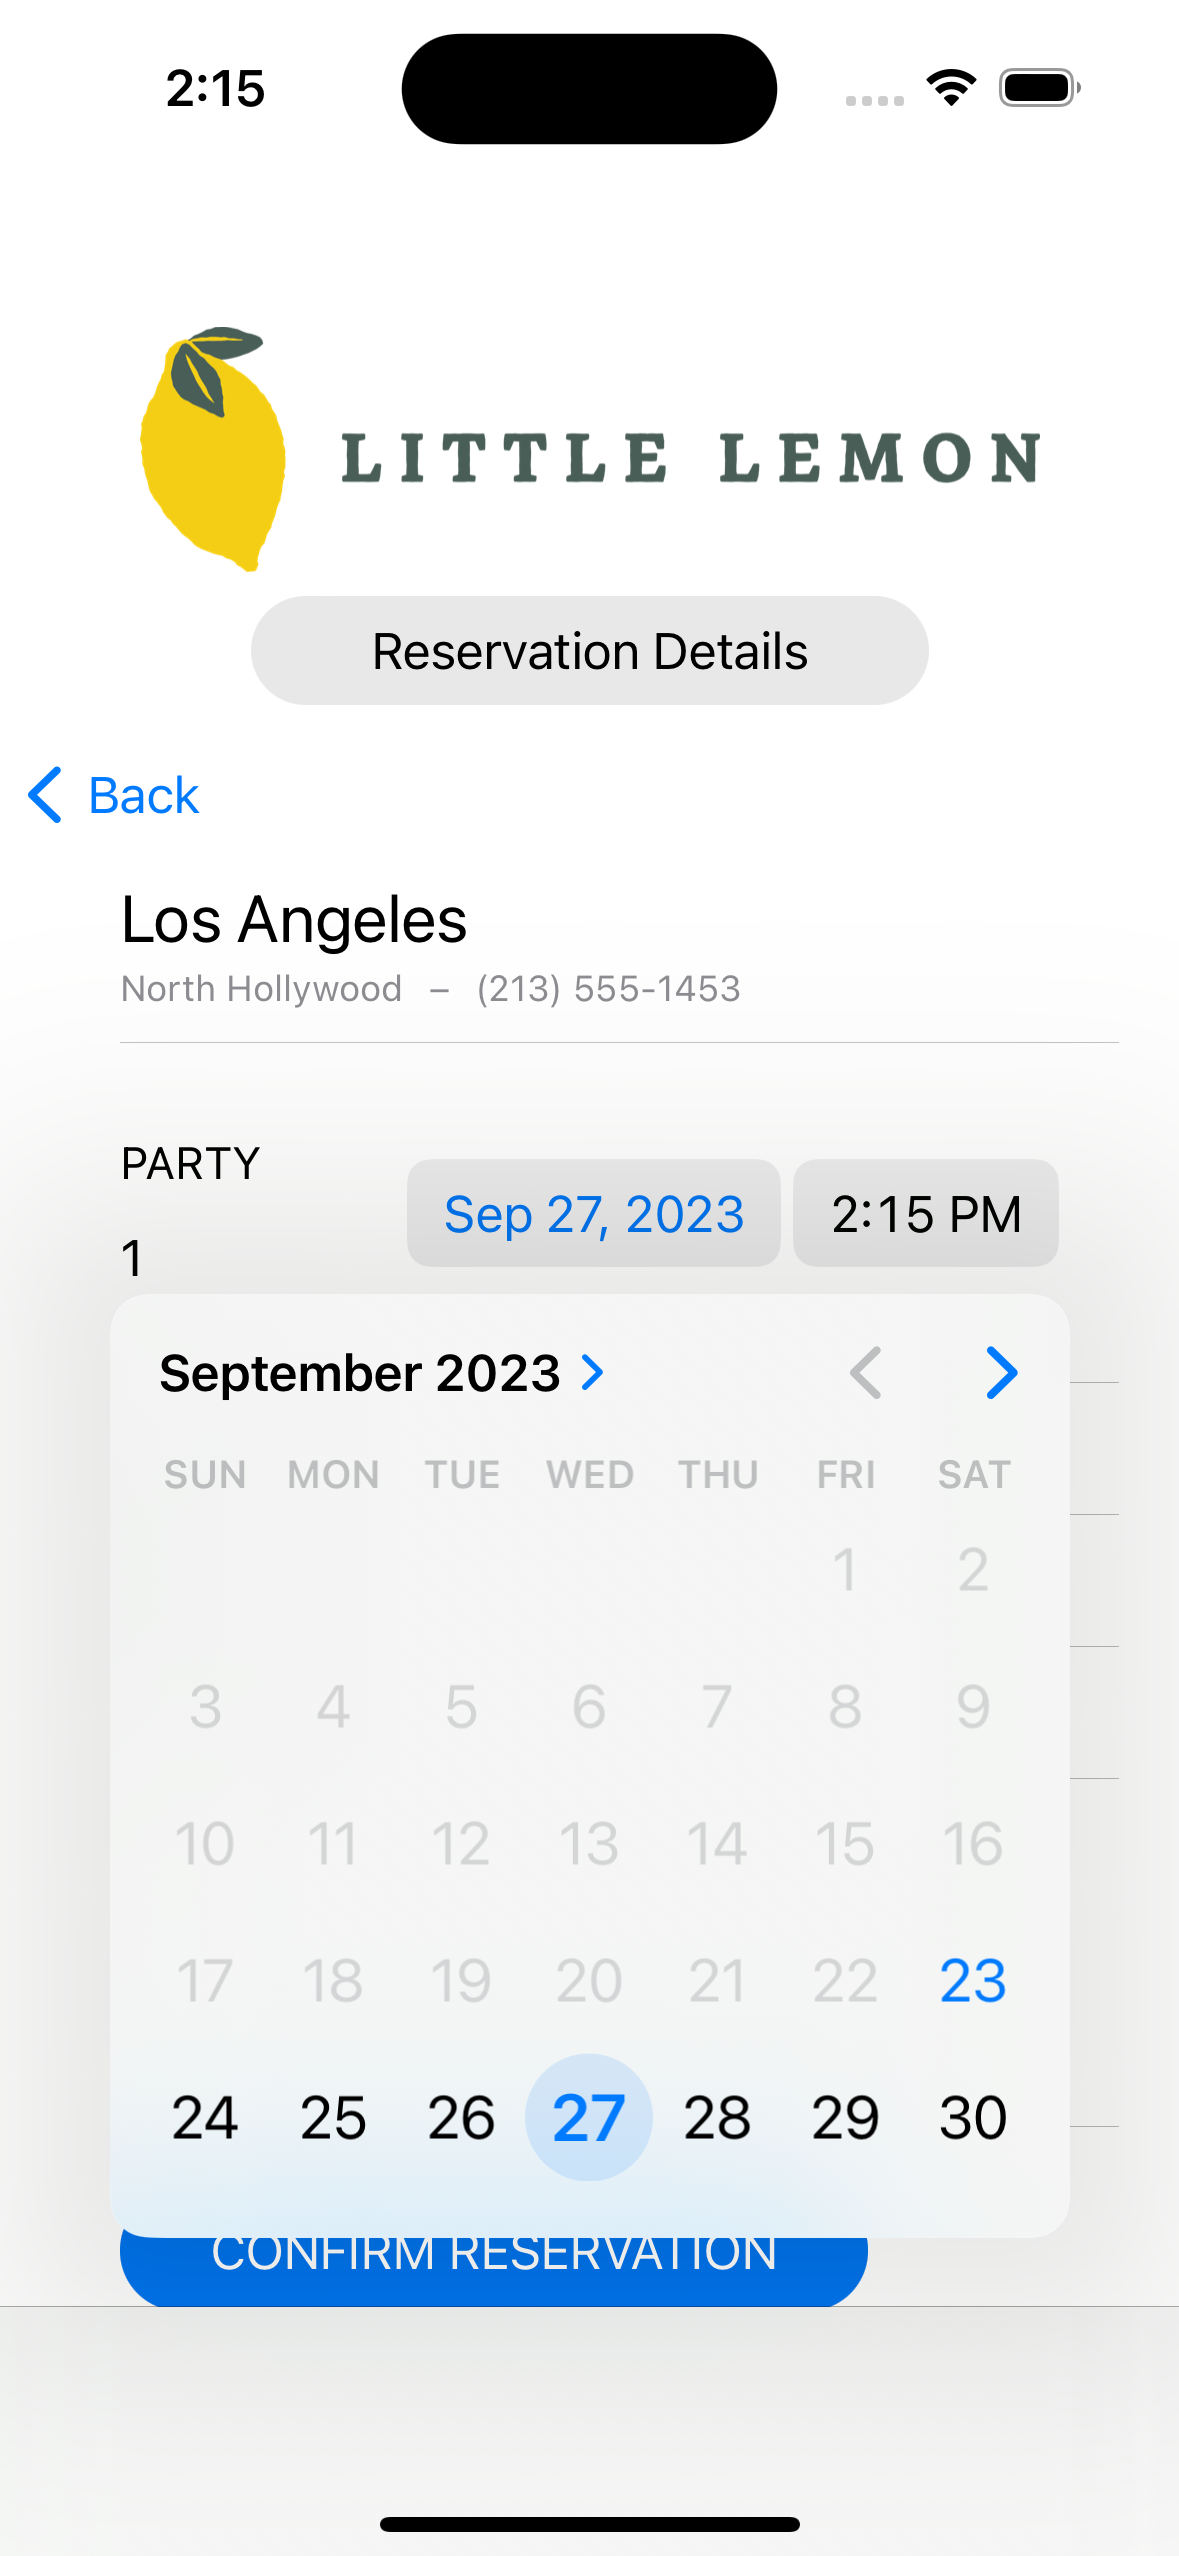 2:15
LITTLE LEMON
Reservation Details
Back
Los Angeles
North Hollywood – (213) 555-1453
PARTY
Sep 27, 2023 2:15 PM
1
September 2023
SUN MON TUE WED THU FRI SAT
1 2
3 4 5 6 7 8 9
10 11 12 13 14 15 16
17 18 19 20 21 22 23
24 25 26 27 28 29 30
CONFIRM RESERVATION